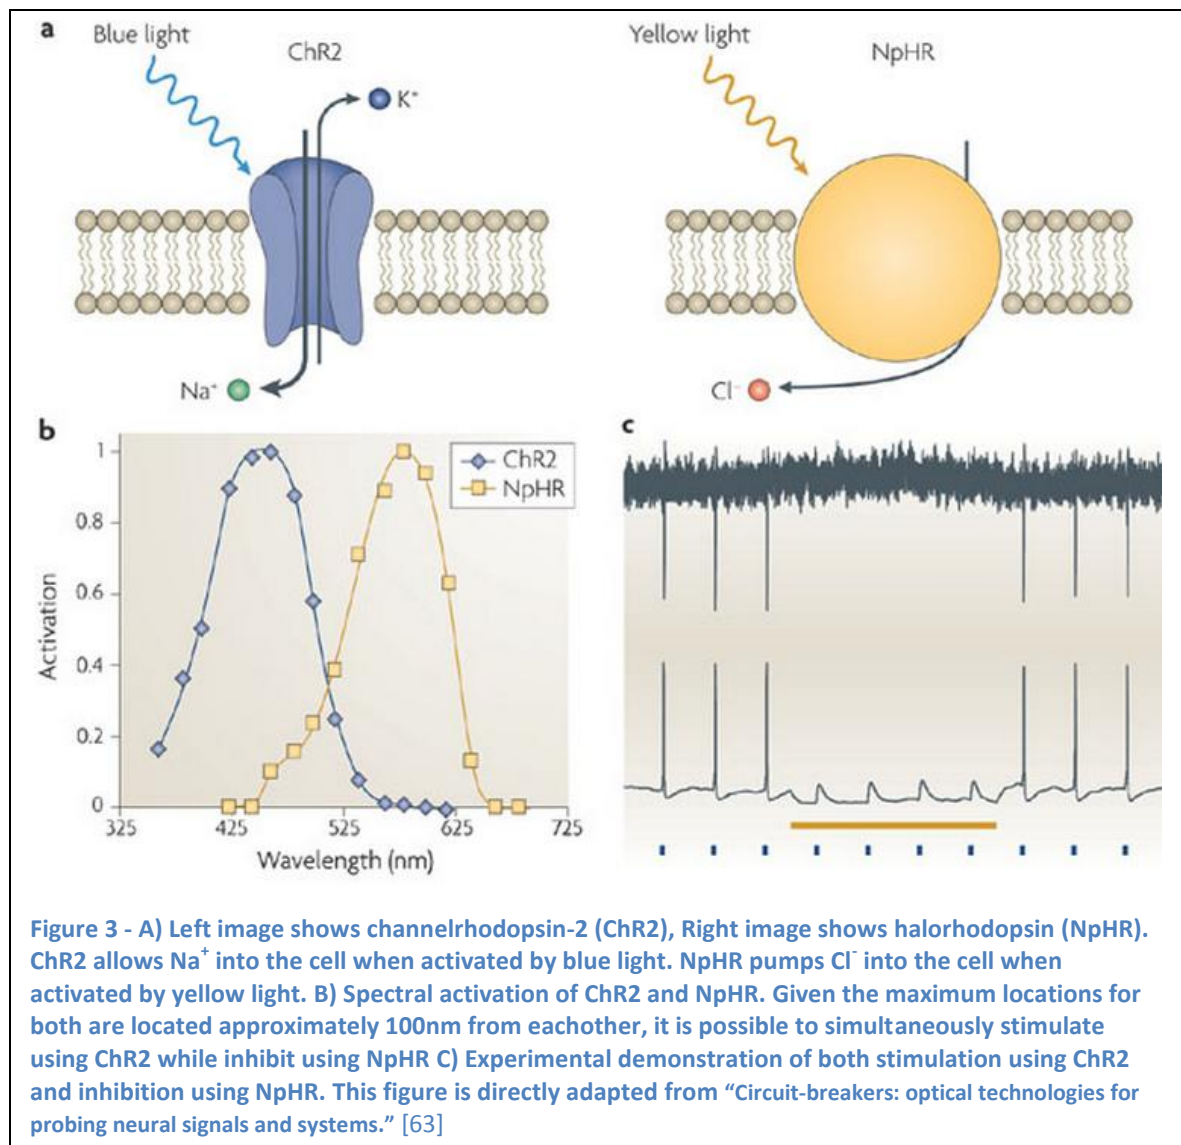 a
Blue light
ChR2
K⁺
Na⁺
Yellow light
NpHR
Cl⁻
b
1
0.8
0.6
0.4
0.2
0
Activation
325
425
525
625
725
Wavelength (nm)
ChR2
NpHR
c
Figure 3 - A) Left image shows channelrhodopsin-2 (ChR2), Right image shows halorhodopsin (NpHR).
ChR2 allows Na⁺ into the cell when activated by blue light. NpHR pumps Cl⁻ into the cell when
activated by yellow light. B) Spectral activation of ChR2 and NpHR. Given the maximum locations for
both are located approximately 100nm from eachother, it is possible to simultaneously stimulate
using ChR2 while inhibit using NpHR C) Experimental demonstration of both stimulation using ChR2
and inhibition using NpHR. This figure is directly adapted from “Circuit-breakers: optical technologies for
probing neural signals and systems.” [63]